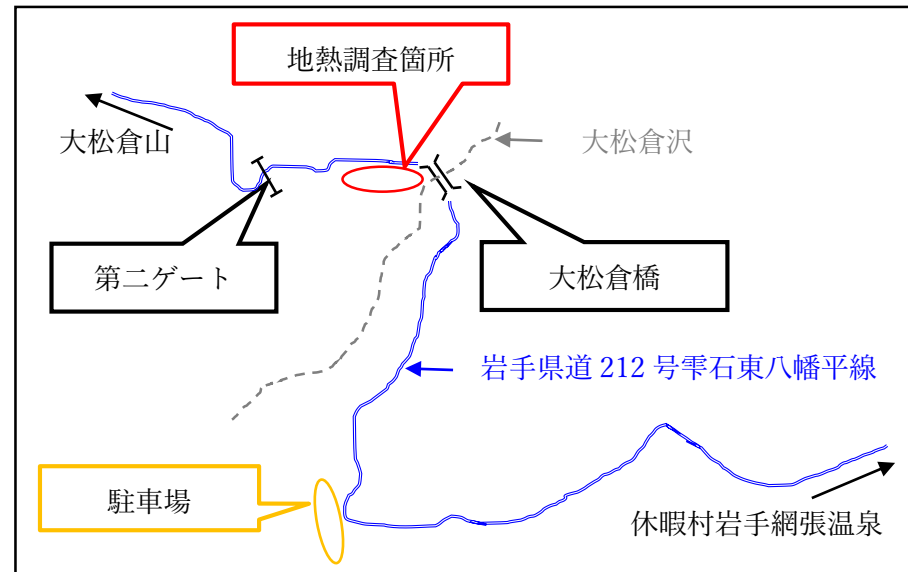 地熱調査箇所
大松倉山
大松倉沢
第二ゲート
大松倉橋
岩手県道 212 号雫石東八幡平線
駐車場
休暇村岩手網張温泉